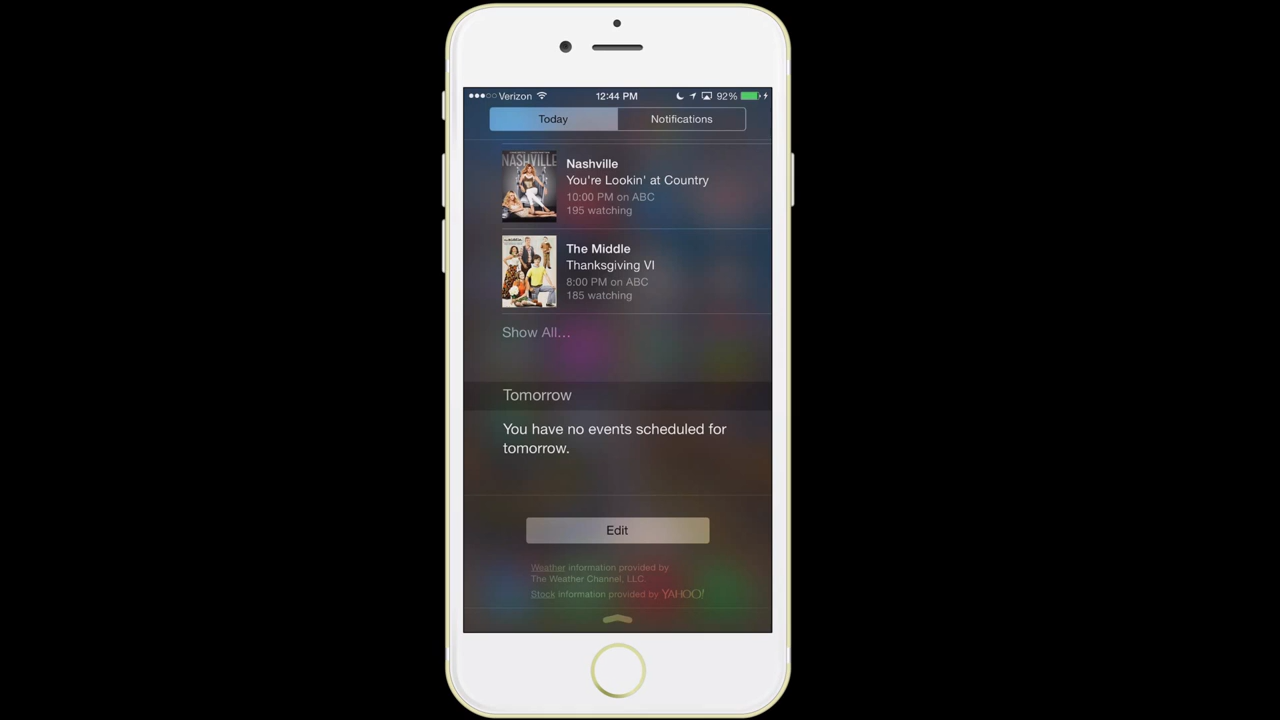 Verizon 12:44 PM 92%
Today Notifications
NASHVILLE
Nashville
You're Lookin' at Country
10:00 PM on ABC
195 watching
The Middle
Thanksgiving VI
8:00 PM on ABC
185 watching
Show All...
Tomorrow
You have no events scheduled for
tomorrow.
Edit
Weather information provided by
The Weather Channel, LLC.
Stock information provided by YAHOO!